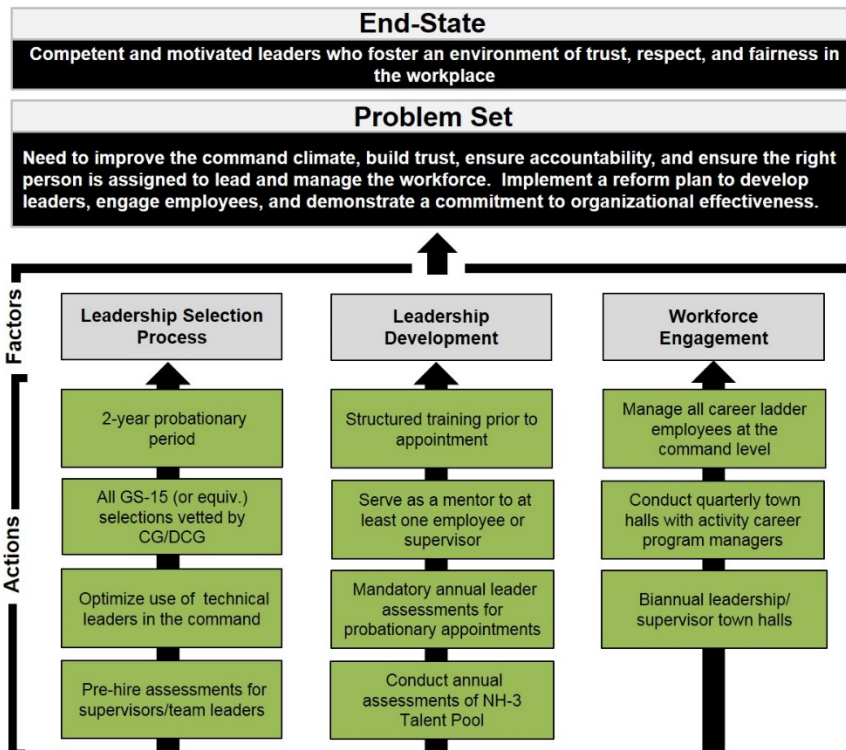 End-State
Competent and motivated leaders who foster an environment of trust, respect, and fairness in
the workplace
Problem Set
Need to improve the command climate, build trust, ensure accountability, and ensure the right
person is assigned to lead and manage the workforce.  Implement a reform plan to develop
leaders, engage employees, and demonstrate a commitment to organizational effectiveness.
Factors
Leadership Selection
Process
Leadership
Development
Workforce
Engagement
Actions
2-year probationary
period
All GS-15 (or equiv.)
selections vetted by
CG/DCG
Optimize use of  technical
leaders in the command
Pre-hire assessments for
supervisors/team leaders
Structured training prior to
appointment
Serve as a mentor to at
least one employee or
supervisor
Mandatory annual leader
assessments for
probationary appointments
Conduct annual
assessments of NH-3
Talent Pool
Manage all career ladder
employees at the
command level
Conduct quarterly town
halls with activity career
program managers
Biannual leadership/
supervisor town halls